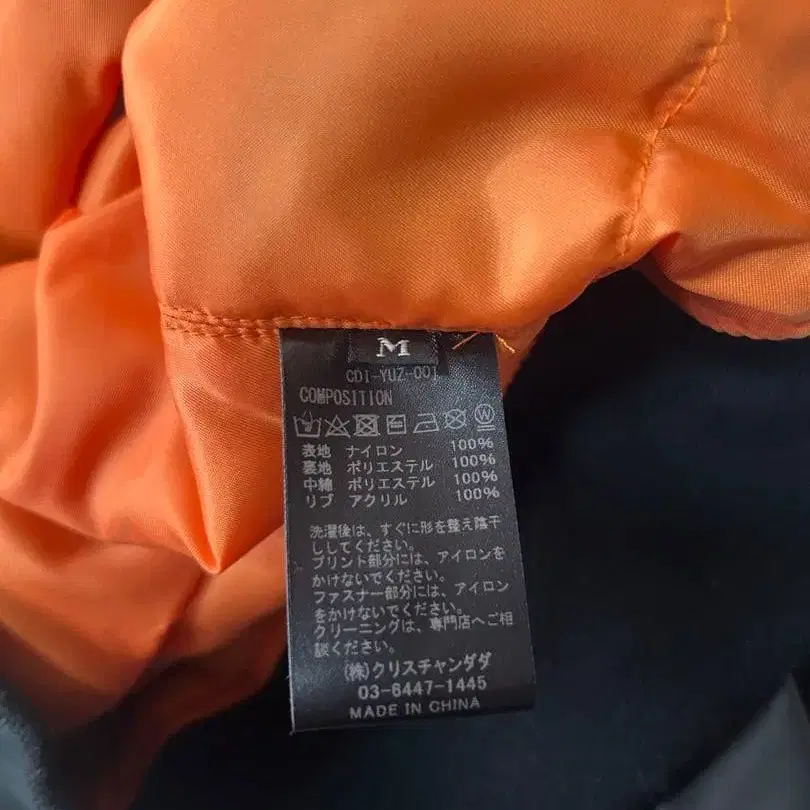 M
CDI-YUZ-001
COMPOSITION
W
表地 ナイロン 100%
裏地 ポリエステル 100%
中綿 ポリエステル 100%
リブ アクリル 100%
洗濯後は、すぐに形を整え陰干
ししてください。
プリント部分には、アイロンを
かけないでください。
ファスナー部分には、アイロン
をかけないでください。
クリーニングは、専門店へご相
談ください。
(株)クリスチャンダダ
03-6447-1445
MADE IN CHINA